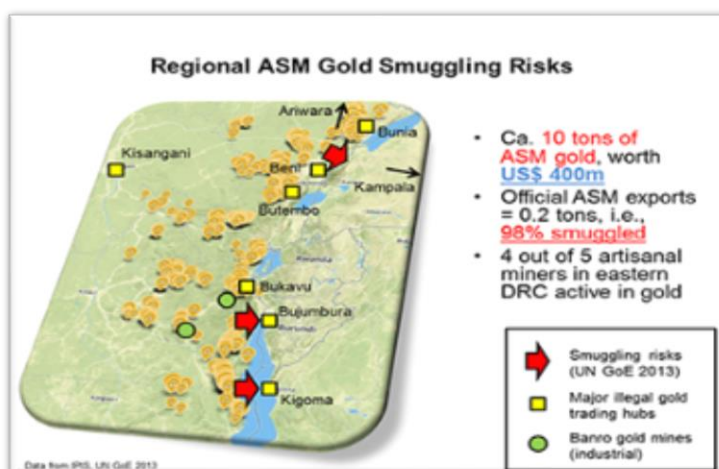 Regional ASM Gold Smuggling Risks
Ariwara
Bunia
Kisangani
Beni
Kampala
Butembo
Bukavu
Bujumbura
Kigoma
• Ca. 10 tons of
ASM gold, worth
US$ 400m
• Official ASM exports
= 0.2 tons, i.e.,
98% smuggled
• 4 out of 5 artisanal
miners in eastern
DRC active in gold
Smuggling risks
(UN GoE 2013)
Major illegal gold
trading hubs
Banro gold mines
(industrial)
Data from IPIS, UN GoE 2013